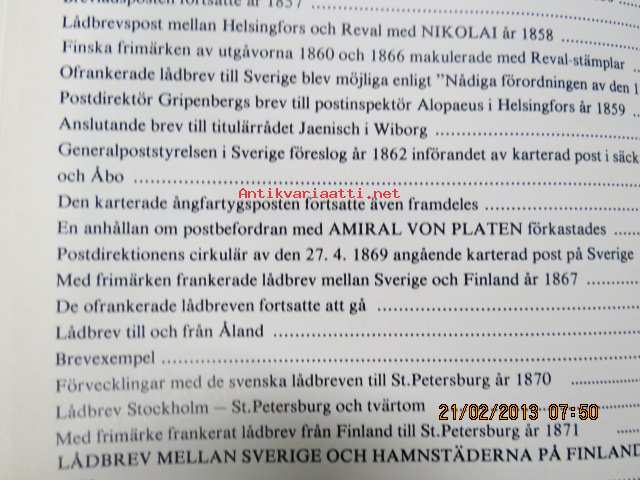 Brevladsposten fortsatte år 1857
Lådbrevspost mellan Helsingfors och Reval med NIKOLAI år 1858
Finska frimärken av utgåvorna 1860 och 1866 makulerade med Reval-stämplar ..
Ofrankerade lådbrev till Sverige blev möjliga enligt "Nådiga förordningen av den 1
Postdirektör Gripenbergs brev till postinspektör Alopaeus i Helsingfors år 1859 ..
Anslutande brev till titulärrådet Jaenisch i Wiborg ....................
Generalpoststyrelsen i Sverige föreslog år 1862 införandet av karterad post i säck
och Åbo ....................
Antikvariaatti.net
Den karterade ångfartygsposten fortsatte även framdeles ....................
En anhållan om postbefordran med AMIRAL VON PLATEN förkastades ........
Postdirektionens cirkulär av den 27. 4. 1869 angående karterad post på Sverige
Med frimärken frankerade lådbrev mellan Sverige och Finland år 1867 ..........
De ofrankerade lådbreven fortsatte att gå ....................
Lådbrev till och från Åland ....................
Brevexempel ....................
Förvecklingar med de svenska lådbreven till St.Petersburg år 1870 ..........
Lådbrev Stockholm – St.Petersburg och tvärtom ....................
21/02/2013 07:50
Med frimärke frankerat lådbrev från Finland till St.Petersburg år 1871 ........
LÅDBREV MELLAN SVERIGE OCH HAMNSTÄDERNA PÅ FINLAND